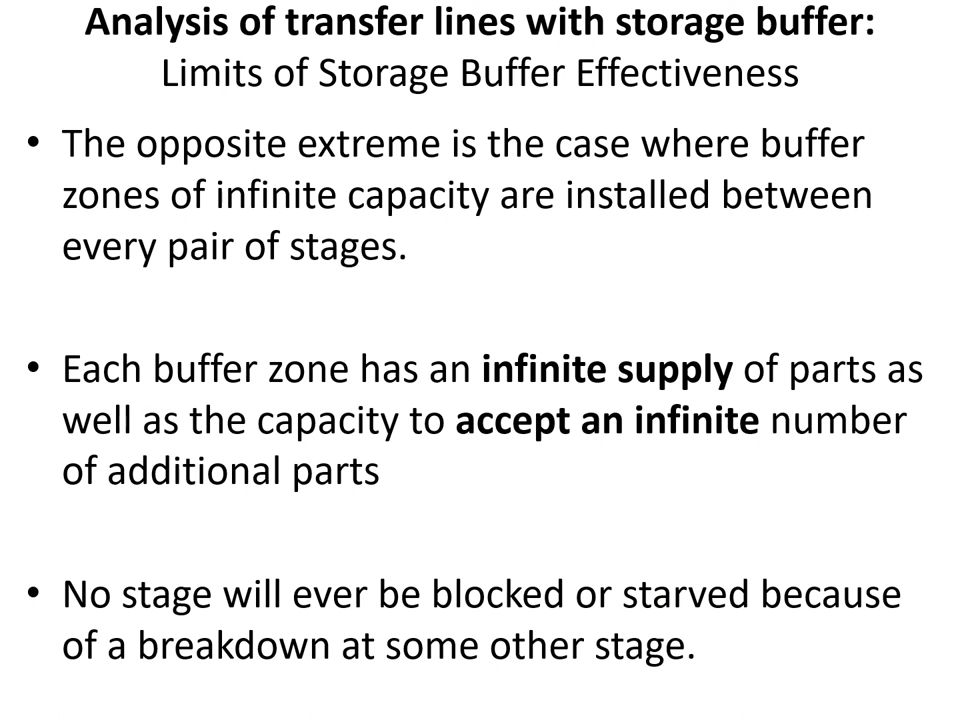 Analysis of transfer lines with storage buffer:
Limits of Storage Buffer Effectiveness
• The opposite extreme is the case where buffer
zones of infinite capacity are installed between
every pair of stages.
• Each buffer zone has an infinite supply of parts as
well as the capacity to accept an infinite number
of additional parts
• No stage will ever be blocked or starved because
of a breakdown at some other stage.